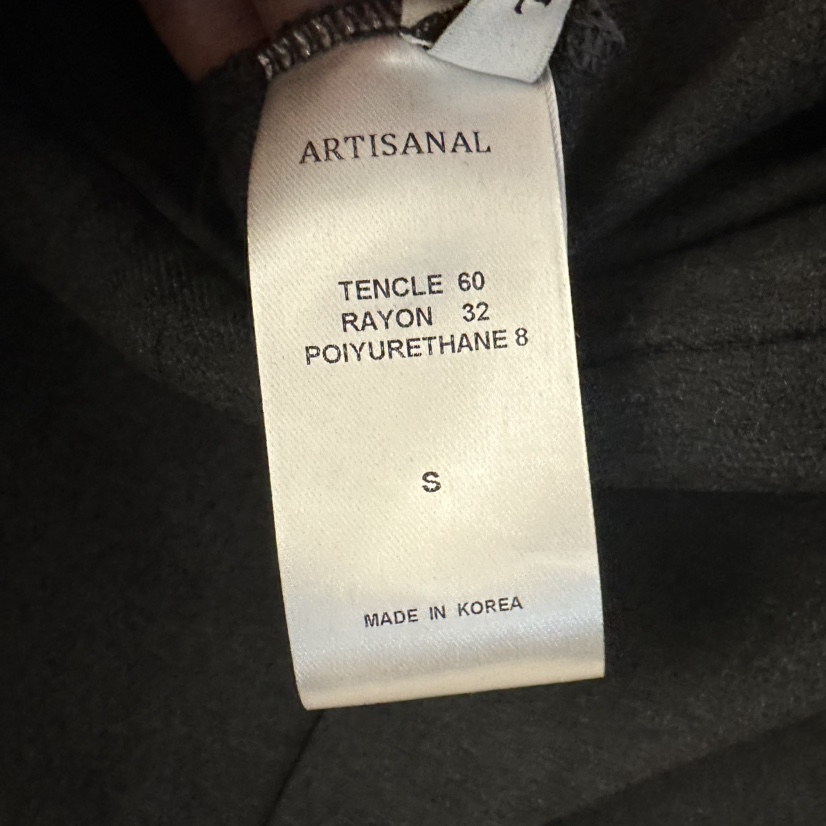 ARTISANAL
TENCLE 60
RAYON 32
POIYURETHANE 8
S
MADE IN KOREA